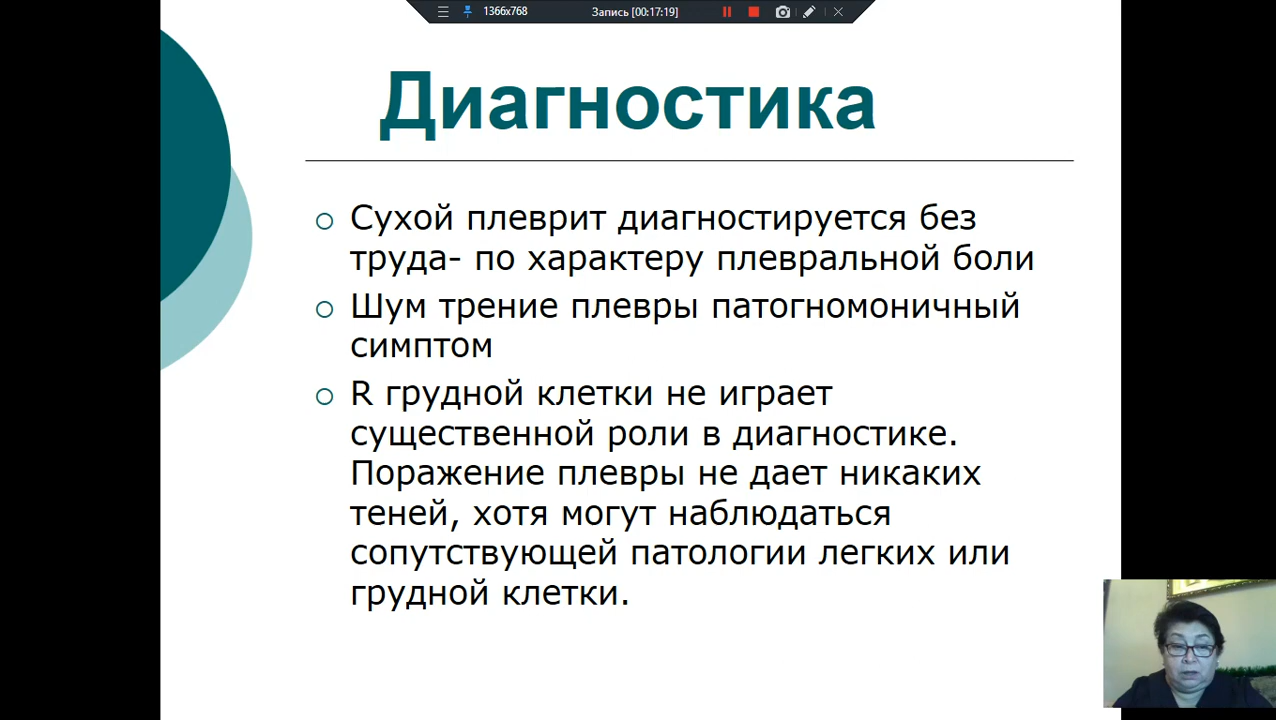 1366x768 Запись [00:17:19]
Диагностика
Сухой плеврит диагностируется без
труда- по характеру плевральной боли
Шум трение плевры патогномоничный
симптом
R грудной клетки не играет
существенной роли в диагностике.
Поражение плевры не дает никаких
теней, хотя могут наблюдаться
сопутствующей патологии легких или
грудной клетки.